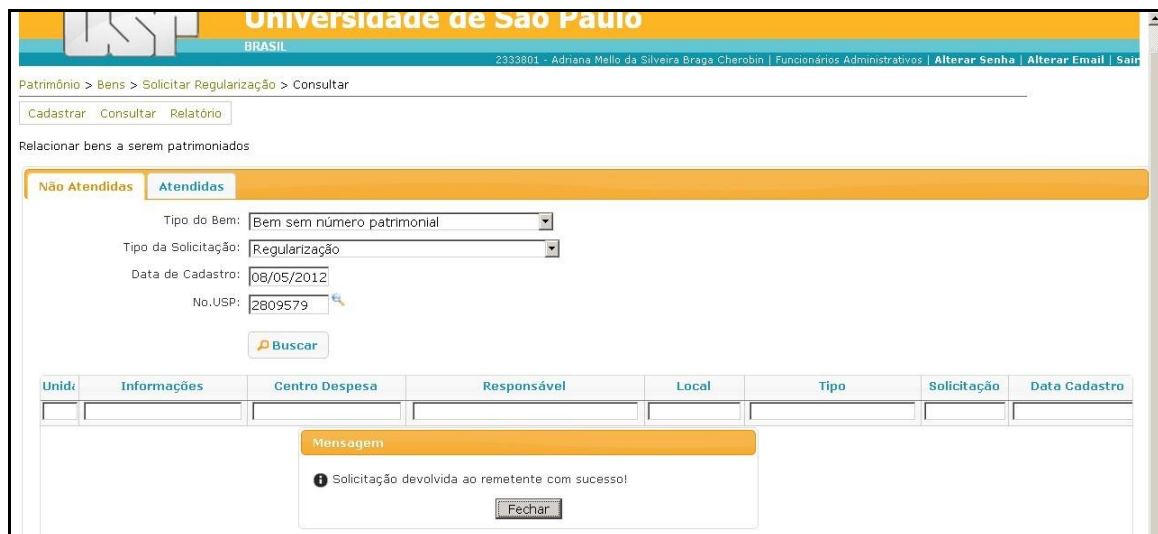 USP
Universidade de São Paulo
BRASIL
2333801 - Adriana Mello da Silveira Braga Cherobin | Funcionários Administrativos | Alterar Senha | Alterar Email | Sair
Patrimônio > Bens > Solicitar Regularização > Consultar
Cadastrar Consultar Relatório
Relacionar bens a serem patrimoniados
Não Atendidas Atendidas
Tipo do Bem: Bem sem número patrimonial
Tipo da Solicitação: Regularização
Data de Cadastro: 08/05/2012
No.USP: 2809579
Buscar
Unida Informações Centro Despesa Responsável Local Tipo Solicitação Data Cadastro
Mensagem
Solicitação devolvida ao remetente com sucesso!
Fechar